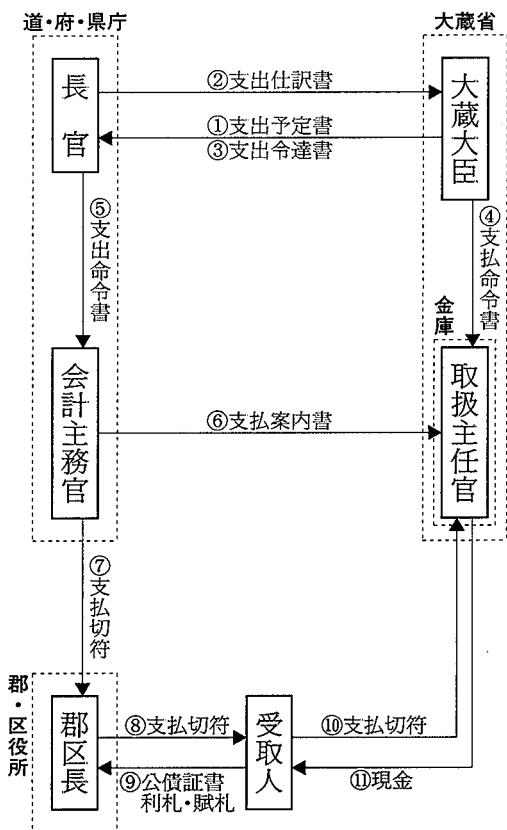 道・府・県庁
大蔵省
長官
②支出仕訳書
①支出予定書
③支出令達書
大蔵大臣
⑤支出命令書
④支払命令書
金庫
会計主務官
⑥支払案内書
取扱主任官
⑦支払切符
郡・区役所
郡区長
⑧支払切符
⑨公債証書
利札・賦札
受取人
⑩支払切符
⑪現金